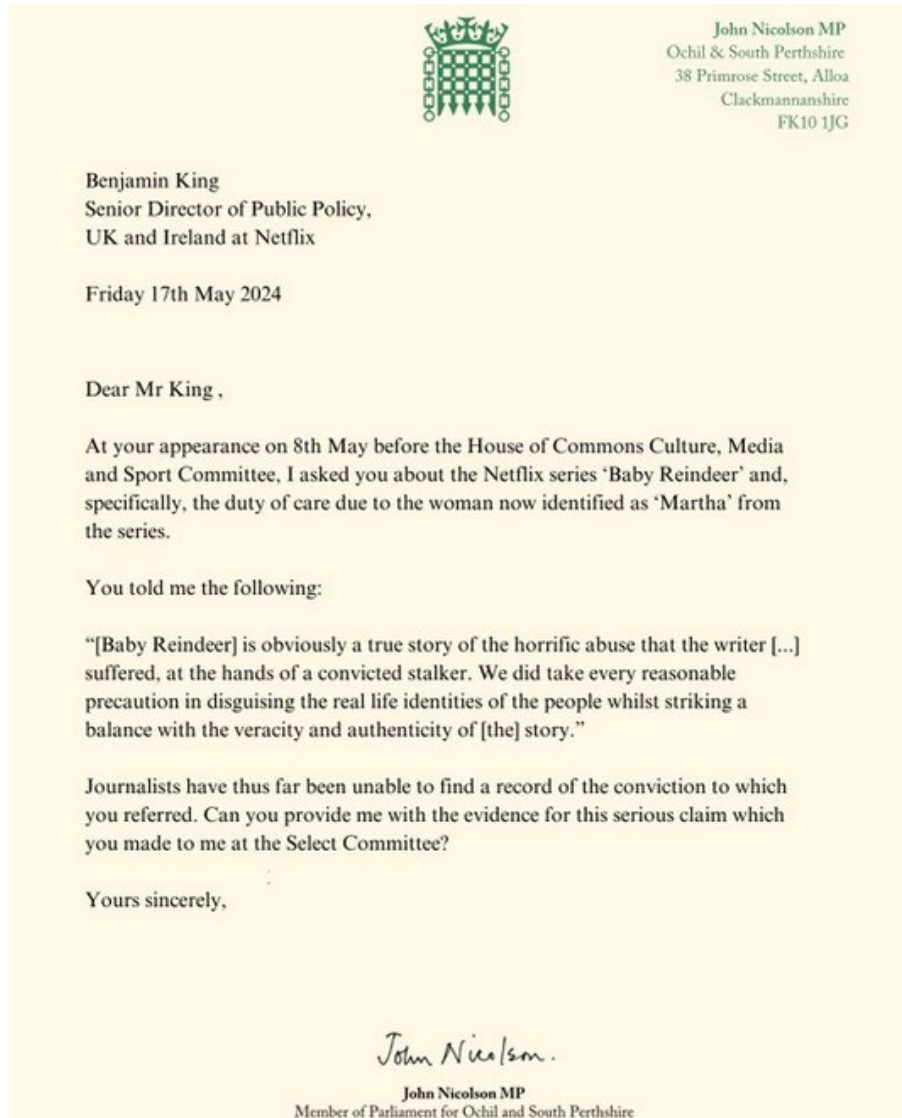 John Nicolson MP
Ochil & South Perthshire
38 Primrose Street, Alloa
Clackmannanshire
FK10 1JG
Benjamin King
Senior Director of Public Policy,
UK and Ireland at Netflix
Friday 17th May 2024
Dear Mr King ,
At your appearance on 8th May before the House of Commons Culture, Media
and Sport Committee, I asked you about the Netflix series ‘Baby Reindeer’ and,
specifically, the duty of care due to the woman now identified as ‘Martha’ from
the series.
You told me the following:
“[Baby Reindeer] is obviously a true story of the horrific abuse that the writer [...]
suffered, at the hands of a convicted stalker. We did take every reasonable
precaution in disguising the real life identities of the people whilst striking a
balance with the veracity and authenticity of [the] story.”
Journalists have thus far been unable to find a record of the conviction to which
you referred. Can you provide me with the evidence for this serious claim which
you made to me at the Select Committee?
Yours sincerely,
John Nicolson.
John Nicolson MP
Member of Parliament for Ochil and South Perthshire